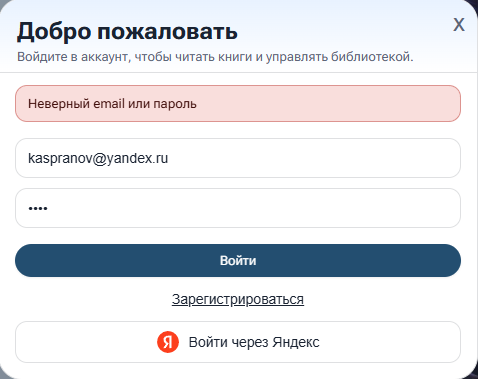 Добро пожаловать
X
Войдите в аккаунт, чтобы читать книги и управлять библиотекой.
Неверный email или пароль
kaspranov@yandex.ru
••••
Войти
Зарегистрироваться
Я Войти через Яндекс